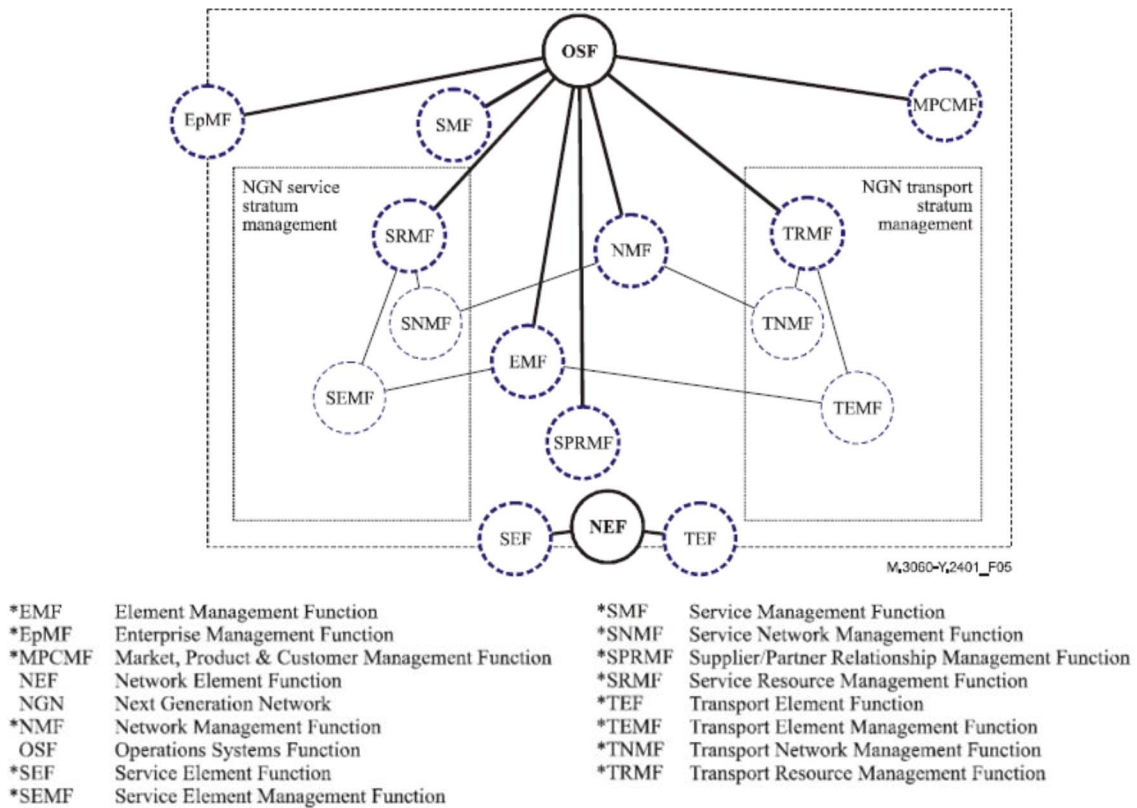 OSF
EpMF
SMF
MPCMF
NGN service
stratum
management
NGN transport
stratum
management
SRMF
NMF
TRMF
SNMF
TNMF
EMF
SEMF
TEMF
SPRMF
SEF
NEF
TEF
M.3060-Y.2401_F05
*EMF Element Management Function
*EpMF Enterprise Management Function
*MPCMF Market, Product & Customer Management Function
NEF Network Element Function
NGN Next Generation Network
*NMF Network Management Function
OSF Operations Systems Function
*SEF Service Element Function
*SEMF Service Element Management Function
*SMF Service Management Function
*SNMF Service Network Management Function
*SPRMF Supplier/Partner Relationship Management Function
*SRMF Service Resource Management Function
*TEF Transport Element Function
*TEMF Transport Element Management Function
*TNMF Transport Network Management Function
*TRMF Transport Resource Management Function